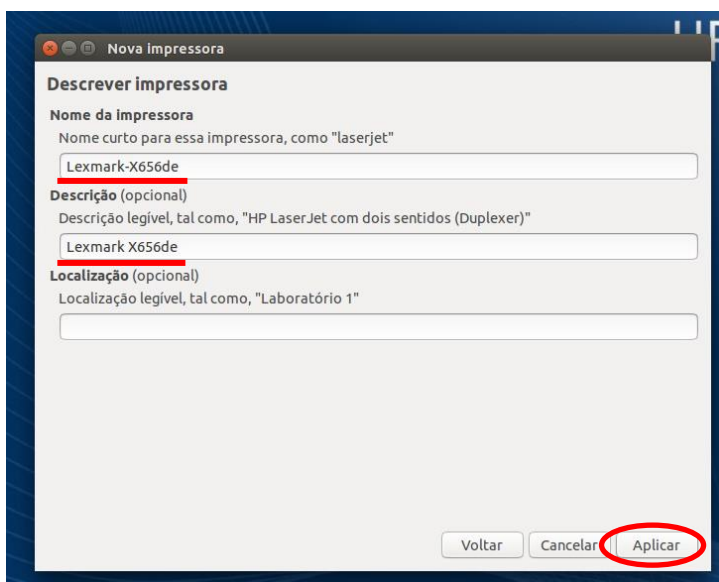 Nova impressora
Descrever impressora
Nome da impressora
Nome curto para essa impressora, como "laserjet"
Lexmark-X656de
Descrição (opcional)
Descrição legível, tal como, "HP LaserJet com dois sentidos (Duplexer)"
Lexmark X656de
Localização (opcional)
Localização legível, tal como, "Laboratório 1"
Voltar Cancelar Aplicar